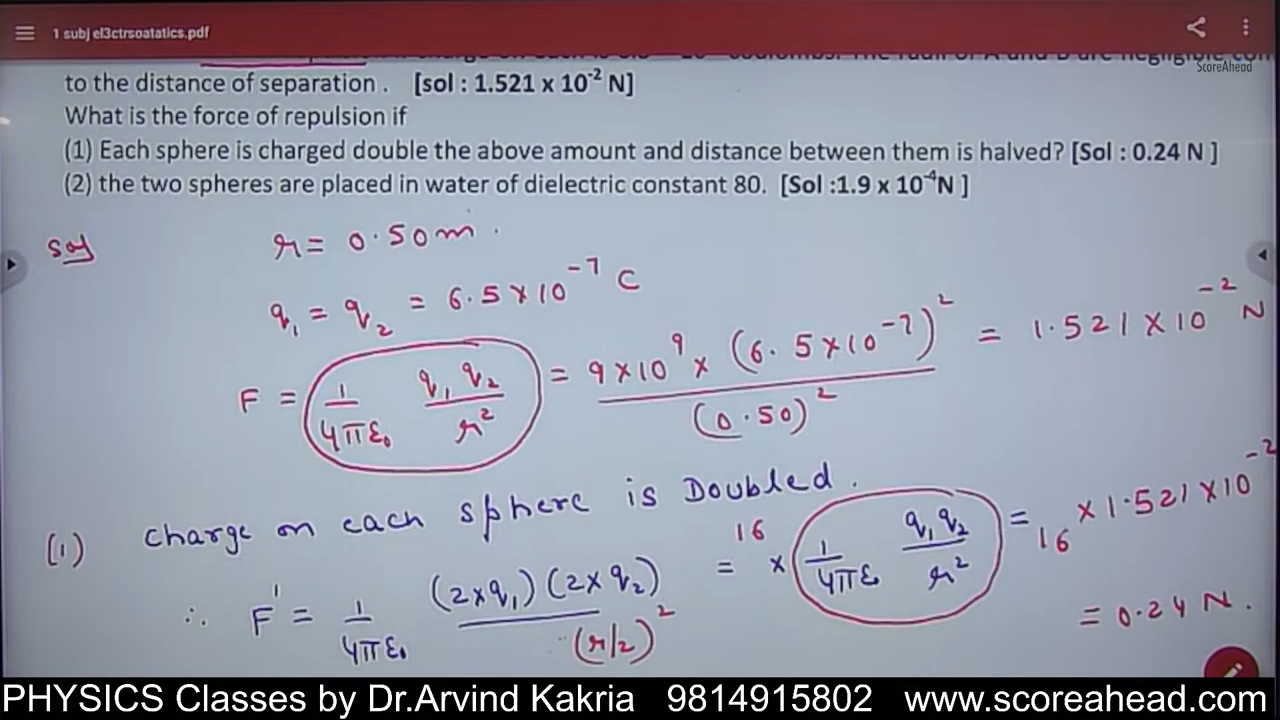 1 subj el3ctrsoatatics.pdf
ScoreAhead
to the distance of separation . [sol : 1.521 x 10⁻² N]
What is the force of repulsion if
(1) Each sphere is charged double the above amount and distance between them is halved? [Sol : 0.24 N ]
(2) the two spheres are placed in water of dielectric constant 80. [Sol :1.9 x 10⁻⁴N ]
Sol r = 0.50 m .
q₁ = q₂ = 6.5 × 10⁻⁷ C
F = 1/4πε₀ q₁ q₂/r² = 9 × 10⁹ × (6.5 × 10⁻⁷)²/(0.50)² = 1.521 × 10⁻² N
(1) Charge on each sphere is Doubled .
∴ F' = 1/4πε₀ (2×q₁)(2×q₂)/(r/2)² = 16 × 1/4πε₀ q₁ q₂/r² = 16 × 1.521 × 10⁻²
= 0.24 N .
PHYSICS Classes by Dr.Arvind Kakria 9814915802 www.scoreahead.com